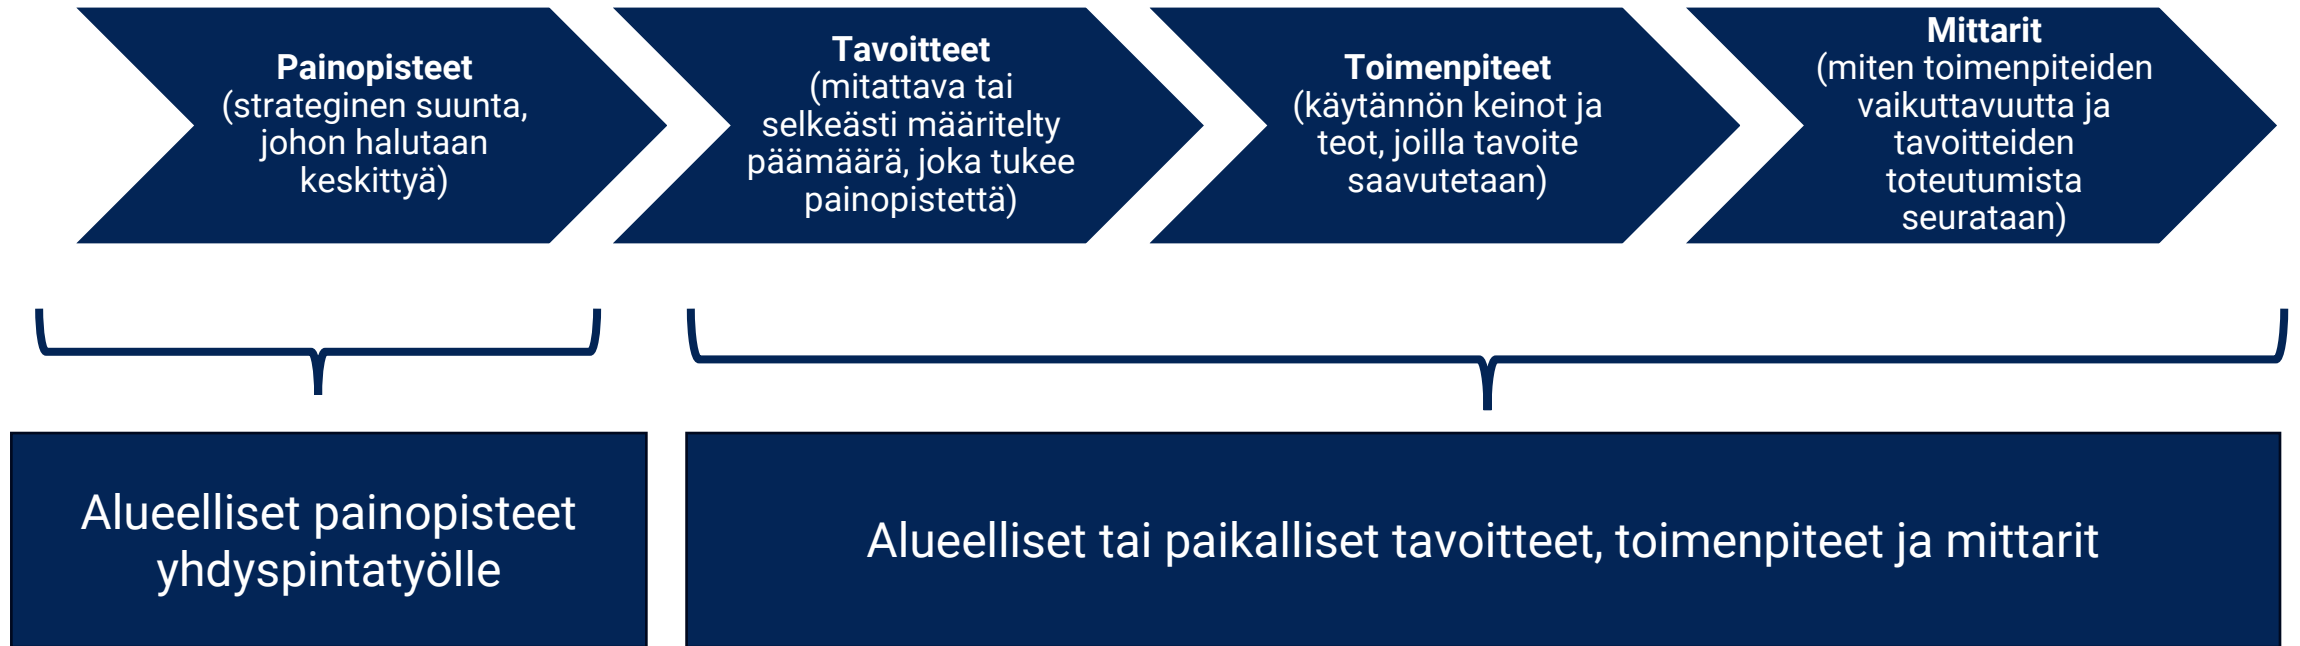 Painopisteet
(strateginen suunta,
johon halutaan
keskittyä)
Tavoitteet
(mitattava tai
selkeästi määritelty
päämäärä, joka tukee
painopistettä)
Toimenpiteet
(käytännön keinot ja
teot, joilla tavoite
saavutetaan)
Mittarit
(miten toimenpiteiden
vaikuttavuutta ja
tavoitteiden
toteutumista
seurataan)
Alueelliset painopisteet
yhdyspintatyölle
Alueelliset tai paikalliset tavoitteet, toimenpiteet ja mittarit